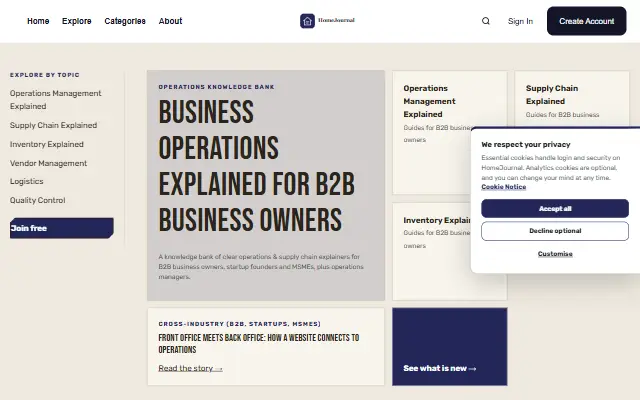 Home Explore Categories About
HomeJournal
Sign In
Create Account
EXPLORE BY TOPIC
Operations Management
Explained
Supply Chain Explained
Inventory Explained
Vendor Management
Logistics
Quality Control
Join free
OPERATIONS KNOWLEDGE BANK
BUSINESS
OPERATIONS
EXPLAINED FOR B2B
BUSINESS OWNERS
A knowledge bank of clear operations & supply chain explainers for
B2B business owners, startup founders and MSMEs, plus operations
managers.
Operations
Management
Explained
Guides for B2B
owners
Supply Chain
Explained
Guides for B2B business
Inventory
Guides for B2B
owners
We respect your privacy
Essential cookies handle login and security on
HomeJournal. Analytics cookies are optional,
and you can change your mind at any time.
Cookie Notice
Accept all
Decline optional
Customise
CROSS-INDUSTRY (B2B, STARTUPS, MSMES)
FRONT OFFICE MEETS BACK OFFICE: HOW A WEBSITE CONNECTS TO
OPERATIONS
Read the story →
See what is new →